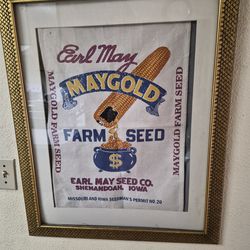 Earl May
MAYGOLD
FARM SEED
$
EARL MAY SEED CO.
SHENANDOAH, IOWA
MISSOURI AND IOWA SEEDMAN'S PERMIT NO. 20
MAYGOLD FARM SEED
MAYGOLD FARM SEED